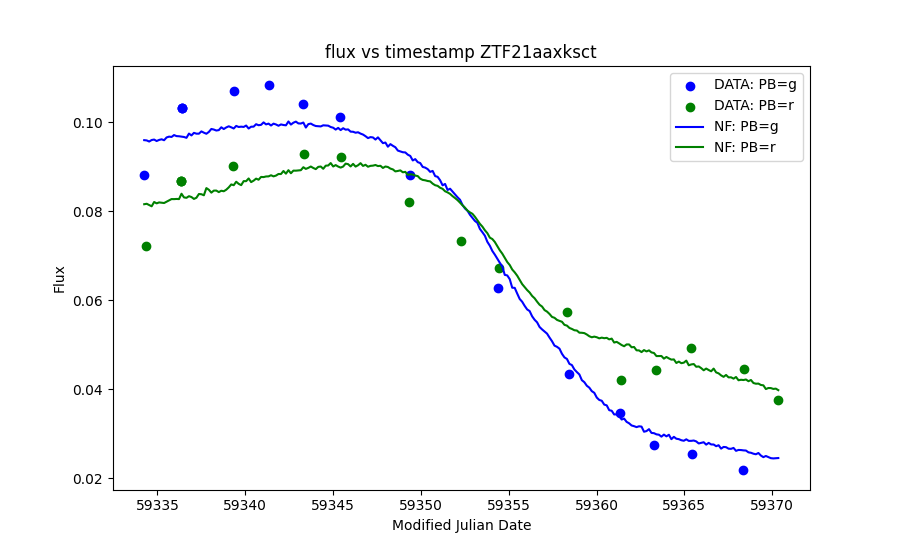 flux vs timestamp ZTF21aaxksct
DATA: PB=g
DATA: PB=r
NF: PB=g
NF: PB=r
0.10
0.08
0.06
0.04
0.02
Flux
59335 59340 59345 59350 59355 59360 59365 59370
Modified Julian Date